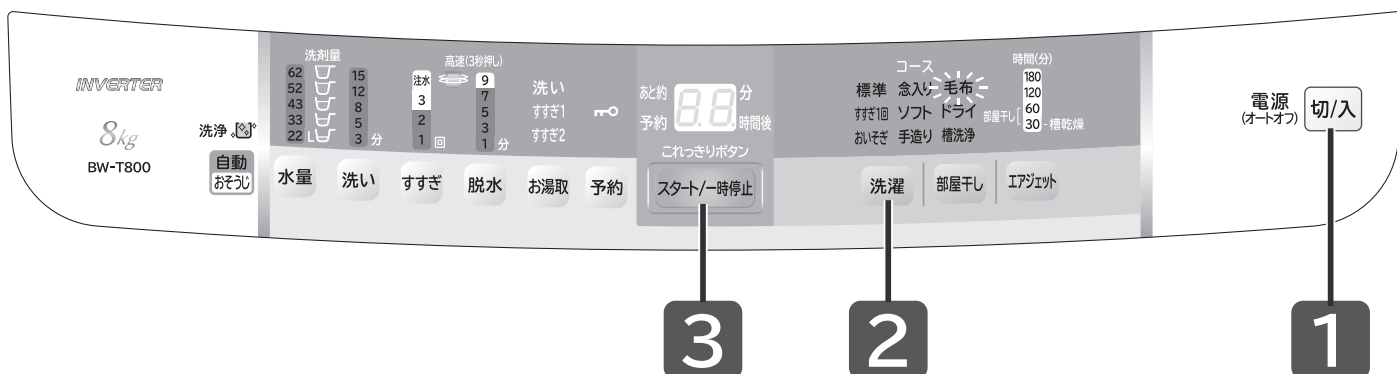 INVERTER
8kg
BW-T800
洗浄
自動
おそうじ
洗剤量
62
52
43
33
22 L
15
12
8
5
3 分
注水
3
2
1 回
高速(3秒押し)
9
7
5
3
1 分
洗い
すすぎ1
すすぎ2
あと約 88 分
予約 時間後
これっきりボタン
スタート/一時停止
水量 洗い すすぎ 脱水 お湯取 予約
コース
標準 念入り 毛布
すすぎ1回 ソフト ドライ
おいそぎ 手造り 槽洗浄
時間(分)
180
120
60
30 - 槽乾燥
部屋干し
洗濯 部屋干し エアジェット
電源
(オートオフ)
切/入
3 2 1